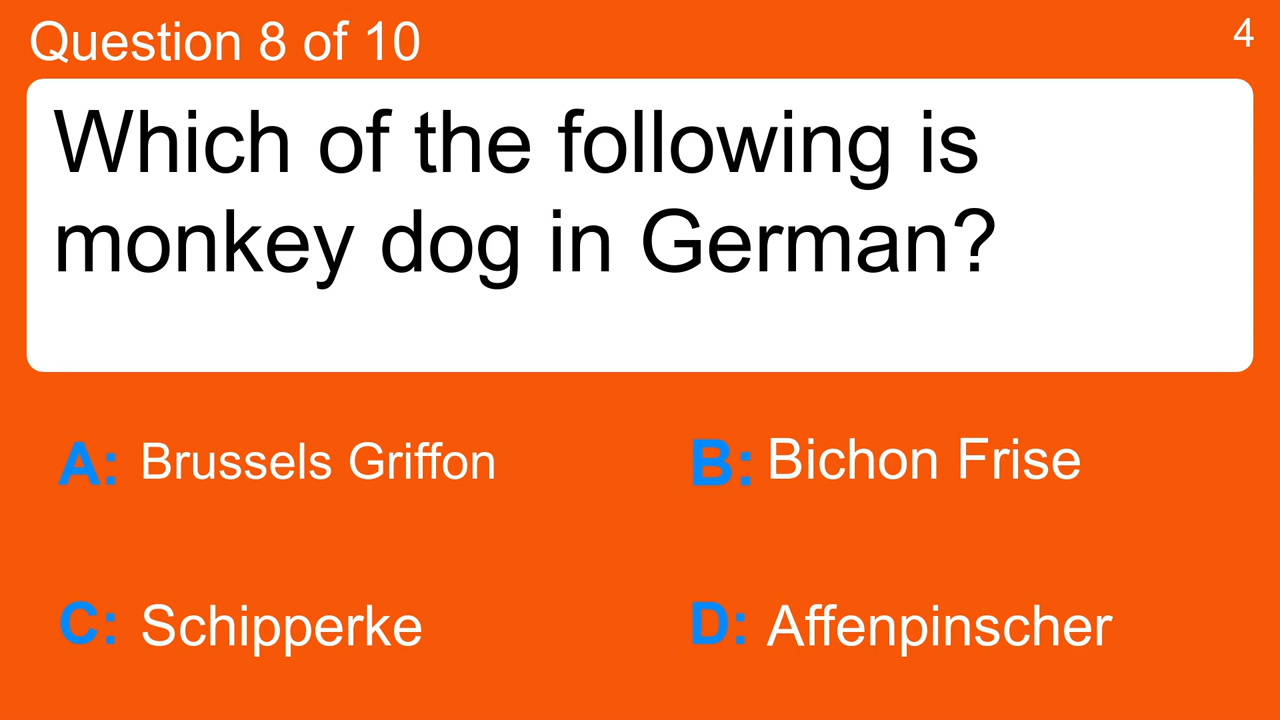 Question 8 of 10
4
Which of the following is
monkey dog in German?
A: Brussels Griffon
B: Bichon Frise
C: Schipperke
D: Affenpinscher